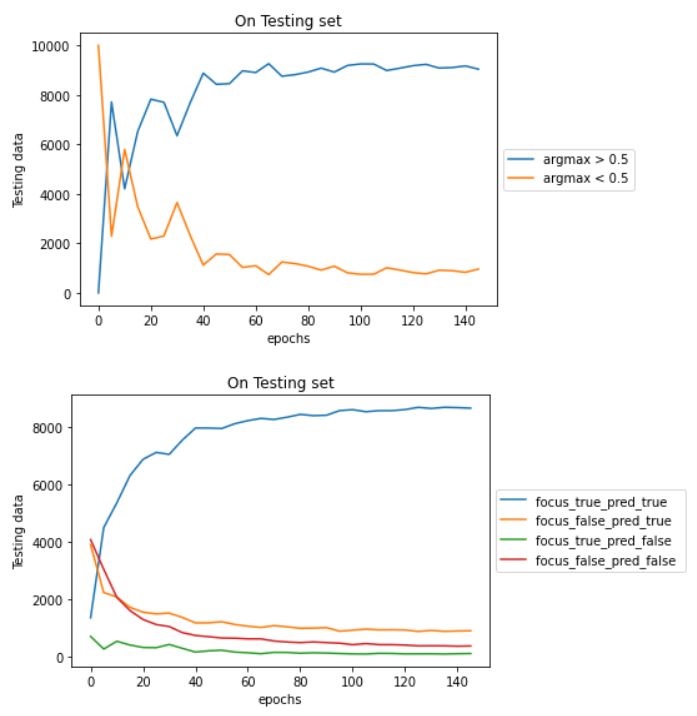 On Testing set
10000
8000
6000
4000
2000
0
Testing data
0 20 40 60 80 100 120 140
epochs
argmax > 0.5
argmax < 0.5
On Testing set
8000
6000
4000
2000
0
Testing data
0 20 40 60 80 100 120 140
epochs
focus_true_pred_true
focus_false_pred_true
focus_true_pred_false
focus_false_pred_false